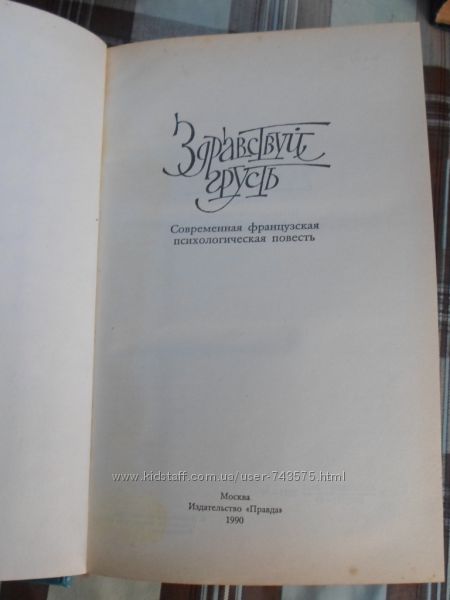 Здравствуй,
грусть
Современная французская
психологическая повесть
www.kidstaff.com.ua/user-743575.html
Москва
Издательство «Правда»
1990